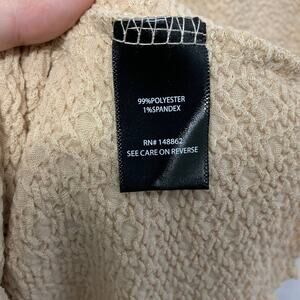 99%POLYESTER
1%SPANDEX
RN# 148862
SEE CARE ON REVERSE